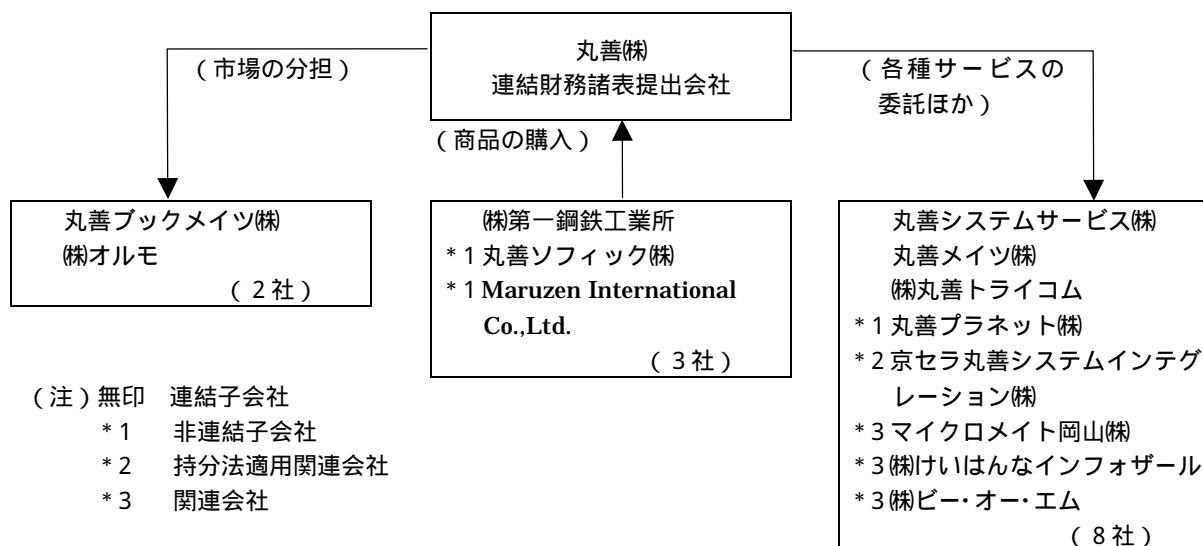 丸善㈱
連結財務諸表提出会社
(市場の分担)
(各種サービスの
委託ほか)
(商品の購入)
丸善ブックメイツ㈱
㈱オルモ
(2社)
㈱第一鋼鉄工業所
*1丸善ソフィック㈱
*1 Maruzen International
Co.,Ltd.
(3社)
丸善システムサービス㈱
丸善メイツ㈱
㈱丸善トライコム
*1丸善プラネット㈱
*2京セラ丸善システムインテグ
レーション㈱
*3マイクロメイト岡山㈱
*3㈱けいはんなインフォザール
*3㈱ビー・オー・エム
(8社)
(注)無印 連結子会社
*1 非連結子会社
*2 持分法適用関連会社
*3 関連会社